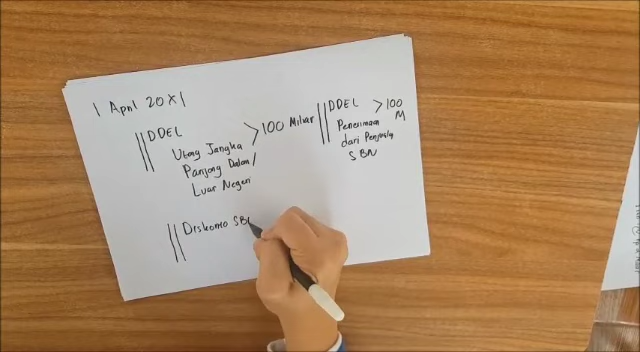 1 April 20X1
DDEL
Utang Jangka
Panjang Dalam/
Luar Negeri
>100 Miliar
DDEL >100
M
Penerimaan
dari Penjualan
SBN
Diskonto SBN